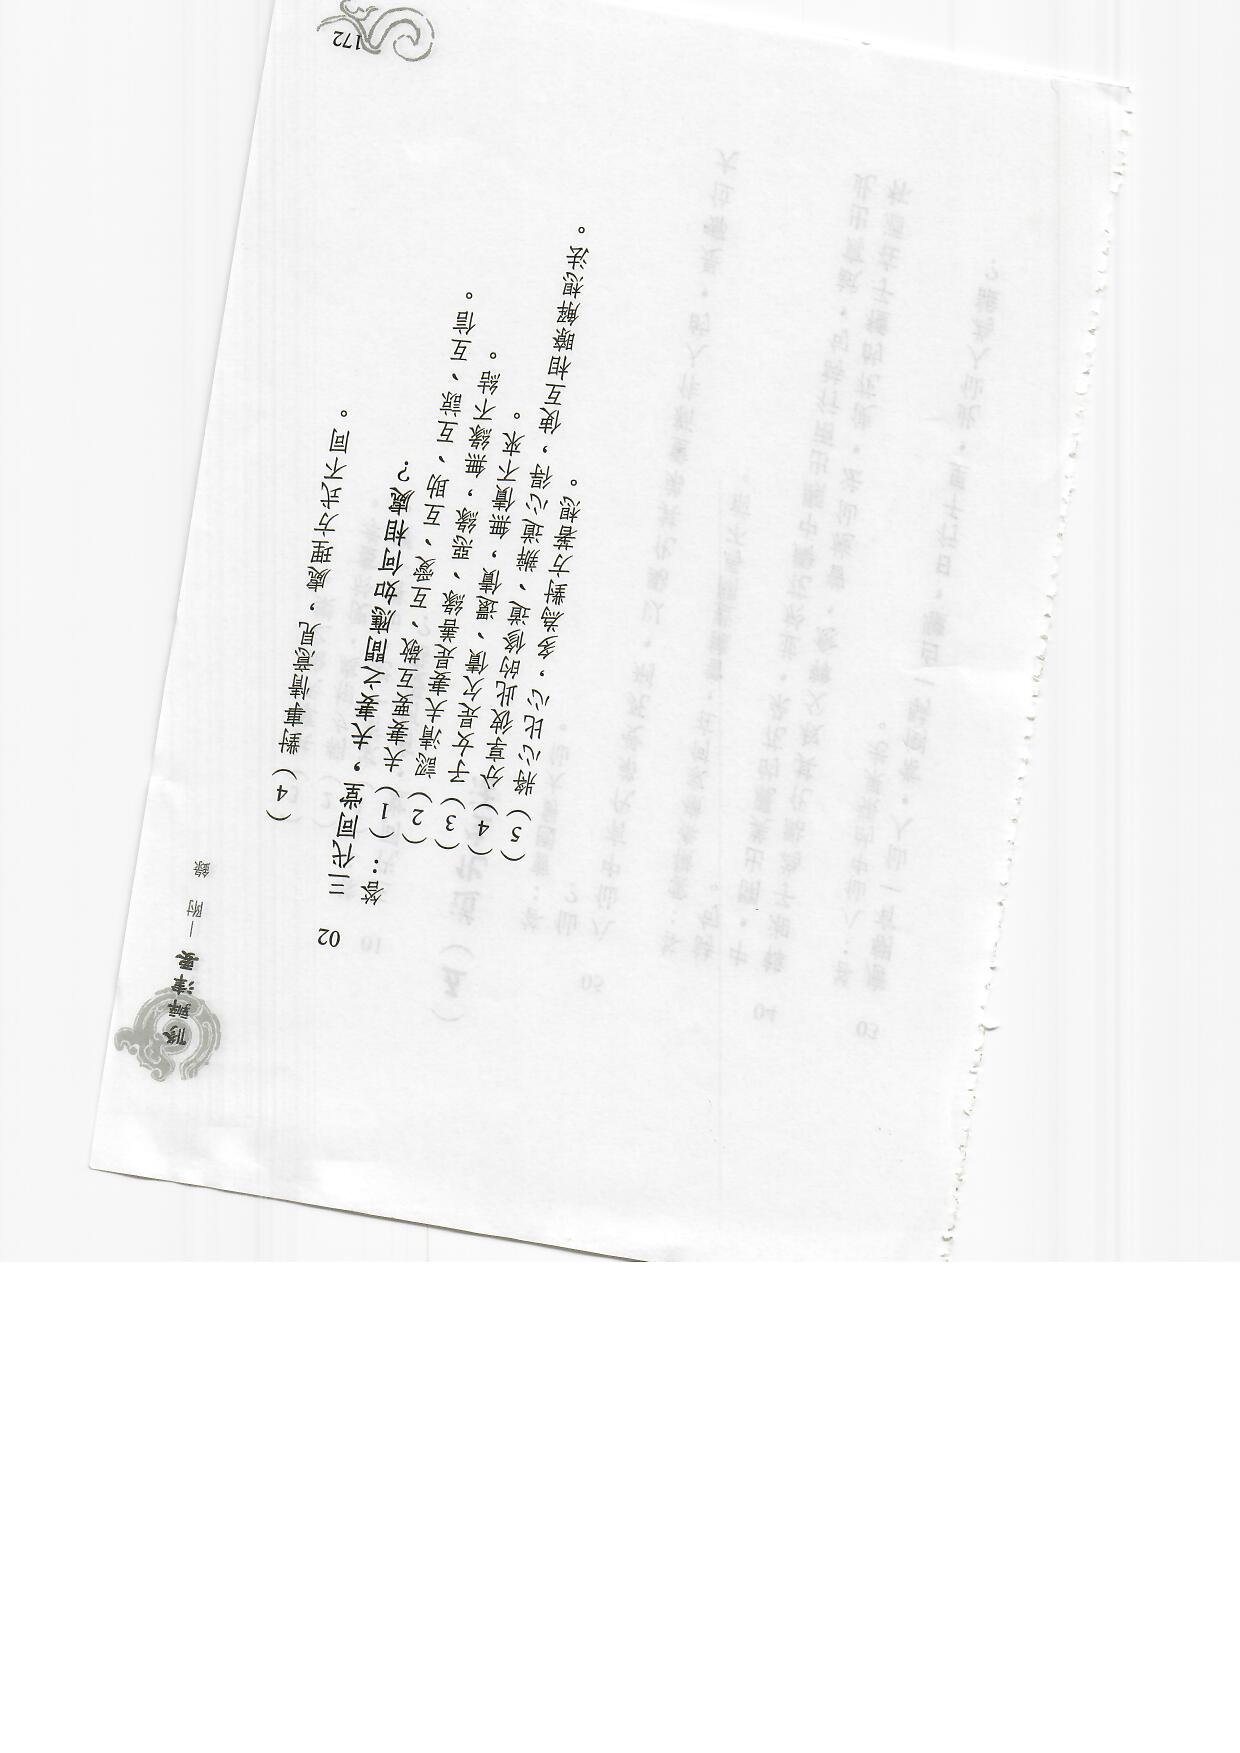 修辦津要—附錄
(4)對事情意見，處理方式不同。
02 三代同堂，夫妻之間應如何相處？
答：(1)夫妻要互敬、互愛、互助、互諒、互信。
(2)認清夫妻是善緣、惡緣，無緣不結。
(3)子女是欠債、還債，無債不來。
(4)分享彼此的修道、辦道心得，使互相瞭解想法。
(5)將心比心，多為對方著想。
172